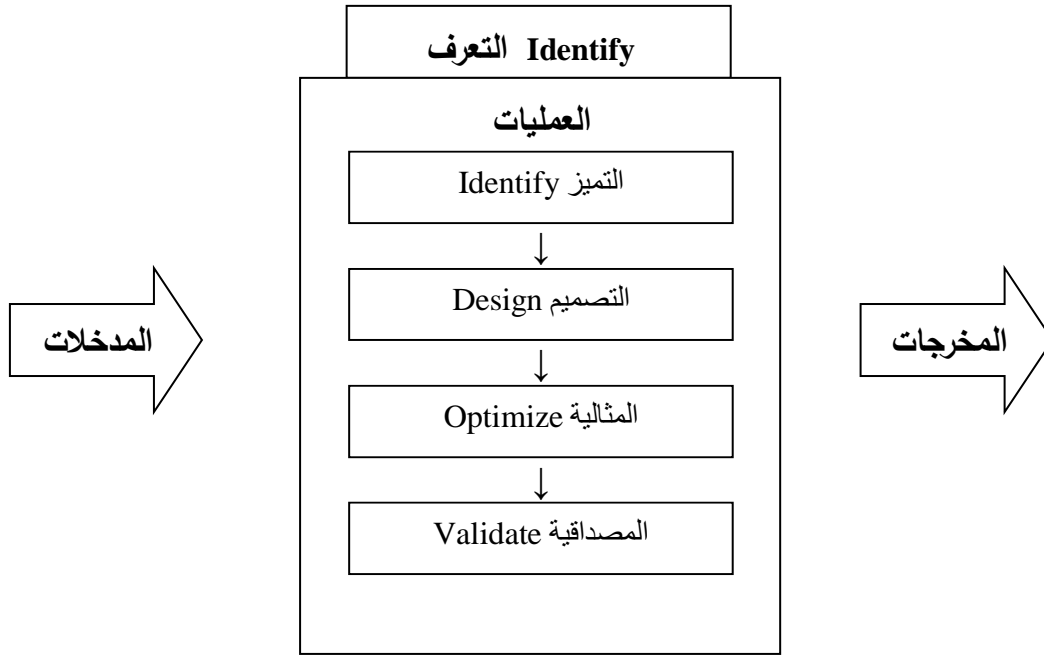 التعرف Identify
العمليات
التميز Identify
↓
التصميم Design
↓
المدخلات
المخرجات
المثالية Optimize
↓
المصداقية Validate